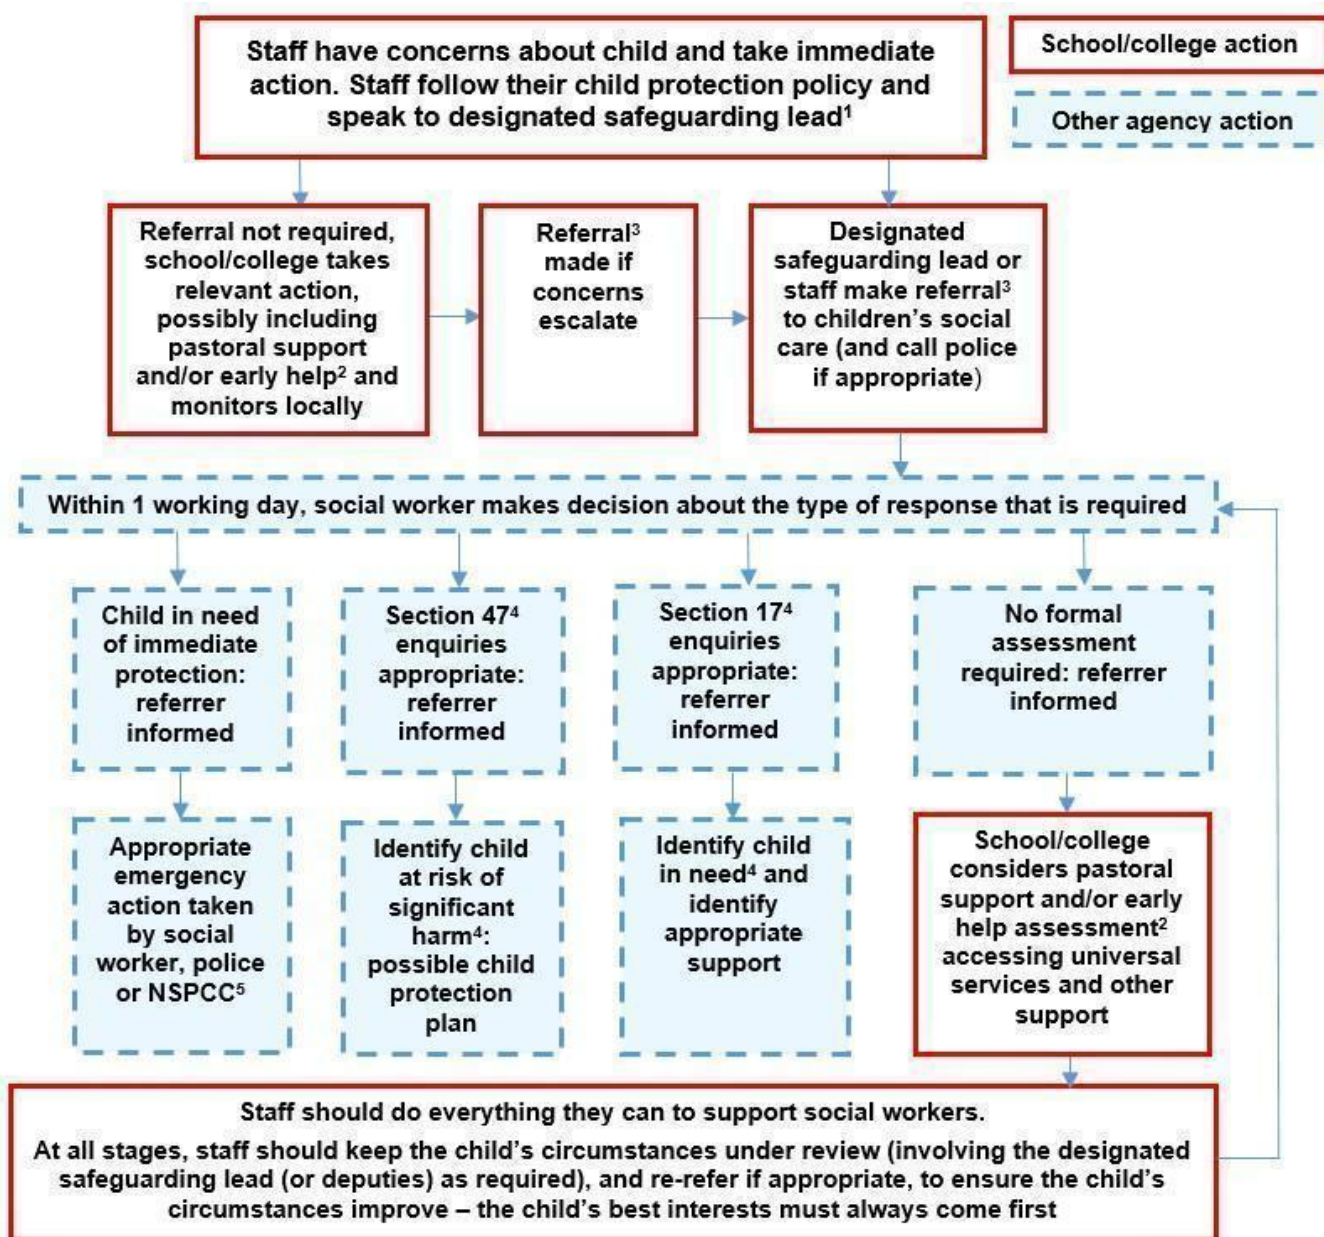 Staff have concerns about child and take immediate
action. Staff follow their child protection policy and
speak to designated safeguarding lead¹
School/college action
Other agency action
Referral not required,
school/college takes
relevant action,
possibly including
pastoral support
and/or early help² and
monitors locally
Referral³
made if
concerns
escalate
Designated
safeguarding lead or
staff make referral³
to children’s social
care (and call police
if appropriate)
Within 1 working day, social worker makes decision about the type of response that is required
Child in need
of immediate
protection:
referrer
informed
Section 47⁴
enquiries
appropriate:
referrer
informed
Section 17⁴
enquiries
appropriate:
referrer
informed
No formal
assessment
required: referrer
informed
Appropriate
emergency
action taken
by social
worker, police
or NSPCC⁵
Identify child
at risk of
significant
harm⁴:
possible child
protection
plan
Identify child
in need⁴ and
identify
appropriate
support
School/college
considers pastoral
support and/or early
help assessment²
accessing universal
services and other
support
Staff should do everything they can to support social workers.
At all stages, staff should keep the child’s circumstances under review (involving the designated
safeguarding lead (or deputies) as required), and re-refer if appropriate, to ensure the child’s
circumstances improve – the child’s best interests must always come first